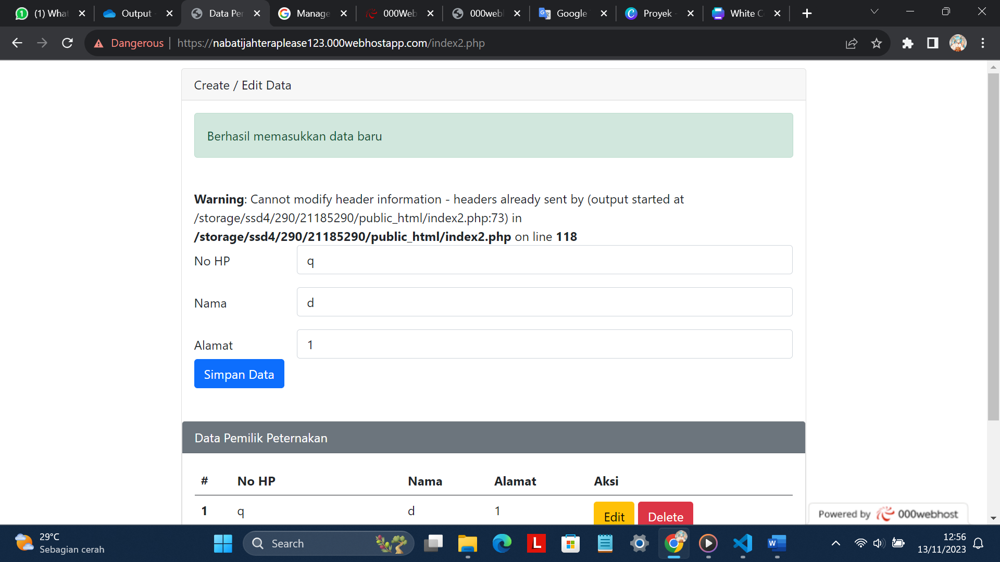 (1) What
Output
Data Per
Manage
000Web
000web
Google
Proyek
White C
Dangerous
https://nabatijahteraplease123.000webhostapp.com/index2.php
Create / Edit Data
Berhasil memasukkan data baru
Warning: Cannot modify header information - headers already sent by (output started at
/storage/ssd4/290/21185290/public_html/index2.php:73) in
/storage/ssd4/290/21185290/public_html/index2.php on line 118
No HP
q
Nama
d
Alamat
1
Simpan Data
Data Pemilik Peternakan
# No HP Nama Alamat Aksi
1 q d 1 Edit Delete
Powered by 000webhost
29°C
Sebagian cerah
Search
12:56
13/11/2023